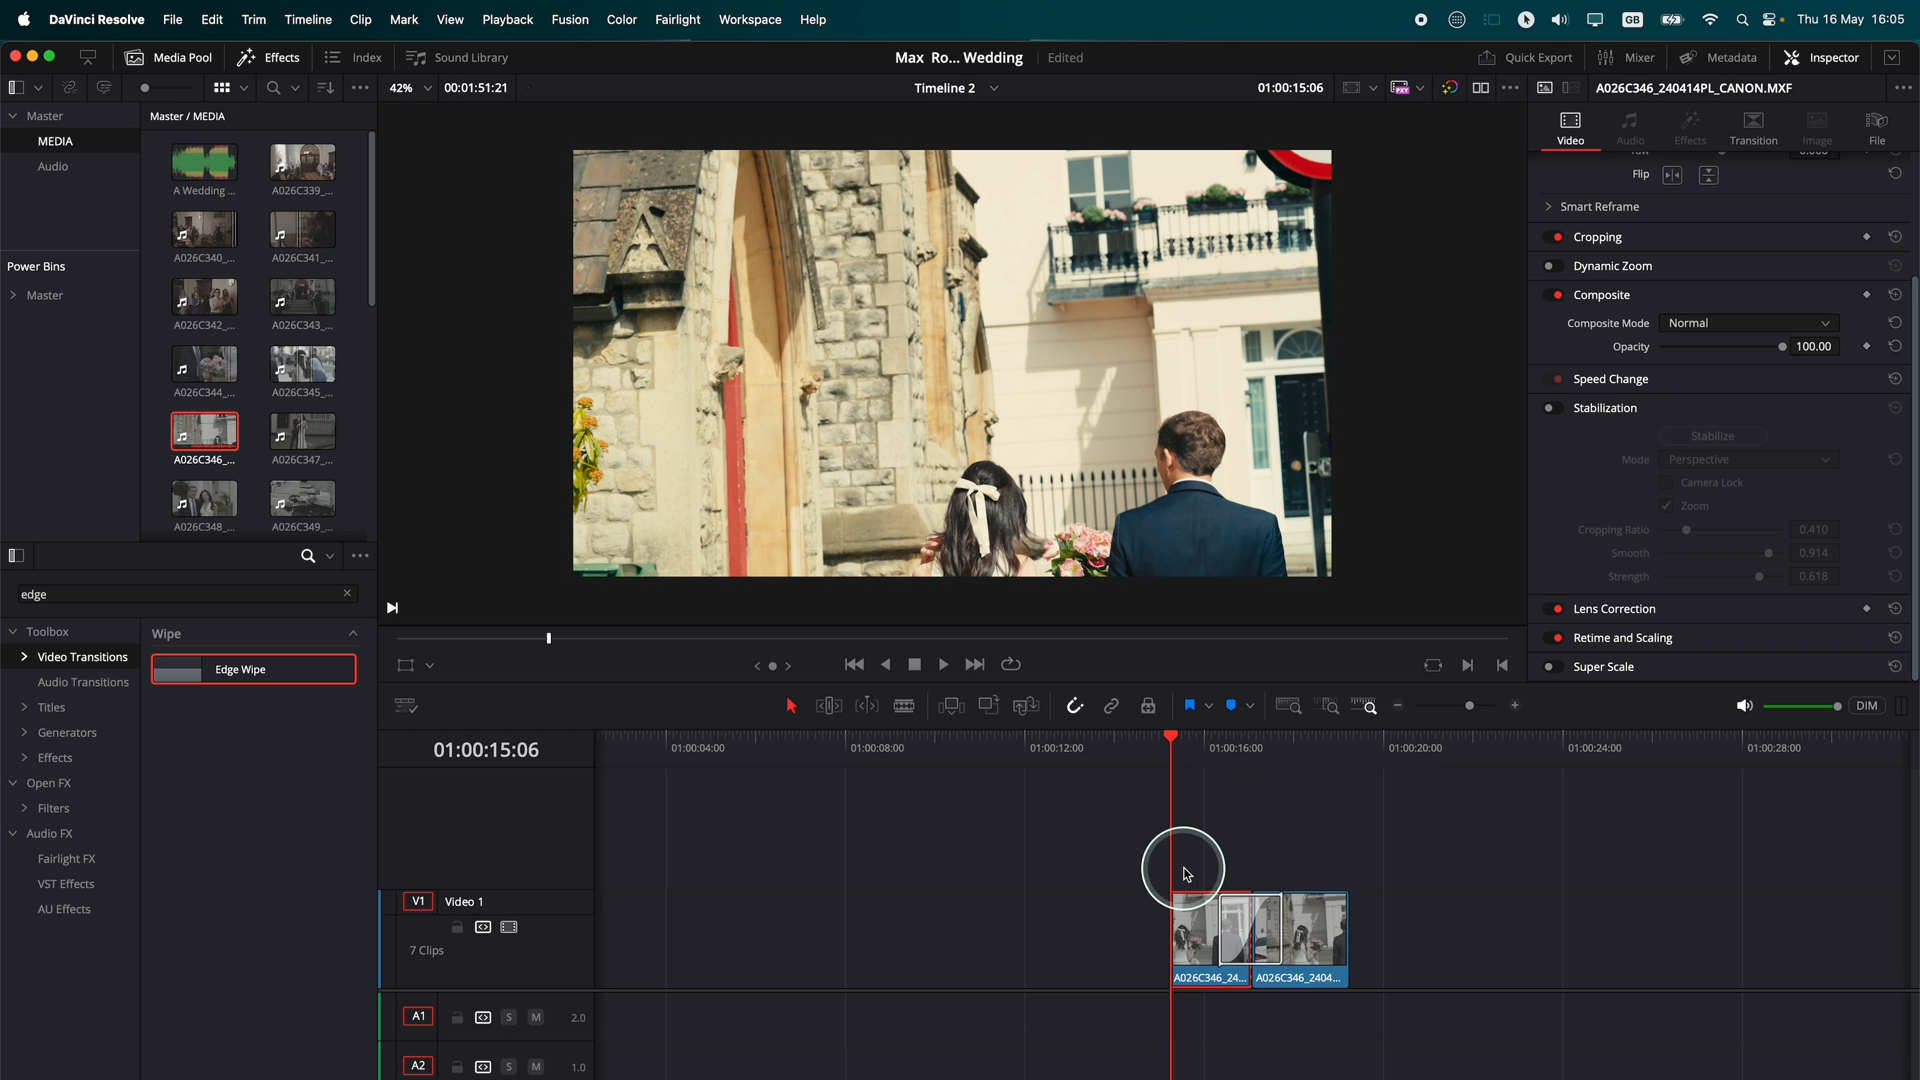 DaVinci Resolve File Edit Trim Timeline Clip Mark View Playback Fusion Color Fairlight Workspace Help GB Thu 16 May 16:05
Media Pool Effects Index Sound Library Max Ro... Wedding Edited Quick Export Mixer Metadata Inspector
42% 00:01:51:21 Timeline 2 01:00:15:06 PXY A026C346_240414PL_CANON.MXF
Master
MEDIA
Audio
Power Bins
Master
Master / MEDIA
A Wedding ... A026C339_...
A026C340_... A026C341_...
A026C342_... A026C343_...
A026C344_... A026C345_...
A026C346_... A026C347_...
A026C348_... A026C349_...
Video Audio Effects Transition Image File
Flip
Smart Reframe
Cropping
Dynamic Zoom
Composite
Composite Mode Normal
Opacity 100.00
Speed Change
Stabilization
Stabilize
Mode Perspective
Camera Lock
Zoom
Cropping Ratio 0.410
Smooth 0.914
Strength 0.618
Lens Correction
Retime and Scaling
Super Scale
edge
Toolbox
Video Transitions
Audio Transitions
Titles
Generators
Effects
Open FX
Filters
Audio FX
Fairlight FX
VST Effects
AU Effects
Wipe
Edge Wipe
DIM
01:00:15:06
01:00:04:00 01:00:08:00 01:00:12:00 01:00:16:00 01:00:20:00 01:00:24:00 01:00:28:00
V1 Video 1
7 Clips
A026C346_24... A026C346_2404...
A1 S M 2.0
A2 S M 1.0